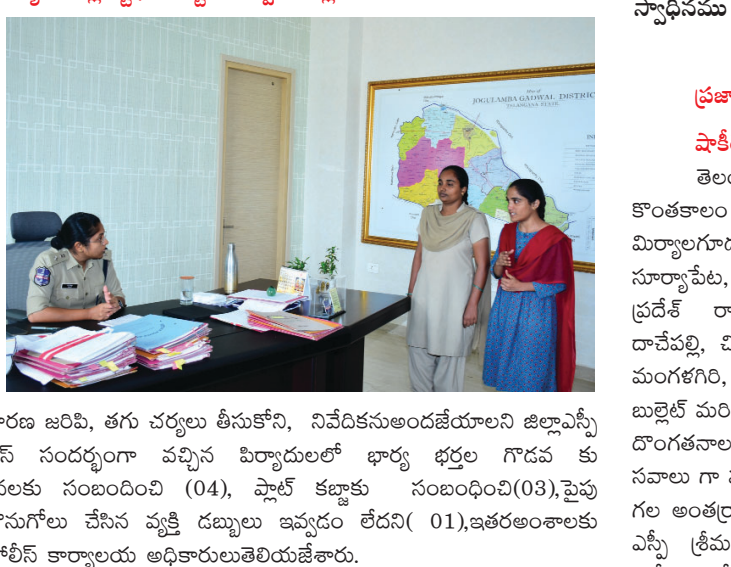 JOGULAMBA GADWAL DISTRIC
TELANGANA STATE
ారణ జరిపి, తగు చర్యలు తీసుకోని, నివేదికనుఅందజేయాలని జిల్లాఎస్పీ
స్ సందర్భంగా వచ్చిన పిర్యాదులలో భార్య భర్తల గొడవ కు
వలకు సంబందించి (04), ప్లాట్ కబ్జాకు సంబంధించి(03),పైపు
ొనుగోలు చేసిన వ్యక్తి డబ్బులు ఇవ్వడం లేదని( 01),ఇతరఅంశాలకు
ోలీస్ కార్యాలయ అధికారులుతెలియజేశారు.
స్వాధీనము
ప్రజా
షాకీ
తెలం
కొంతకాలం
మిర్యాలగూడ
సూర్యాపేట,
ప్రదేశ్ రా
దాచేపల్లి, చి
మంగళగిరి,
బుల్లెట్ మరి
దొంగతనాల
సవాలు గా
గల అంతర్రా
ఎస్పీ శ్రీమ